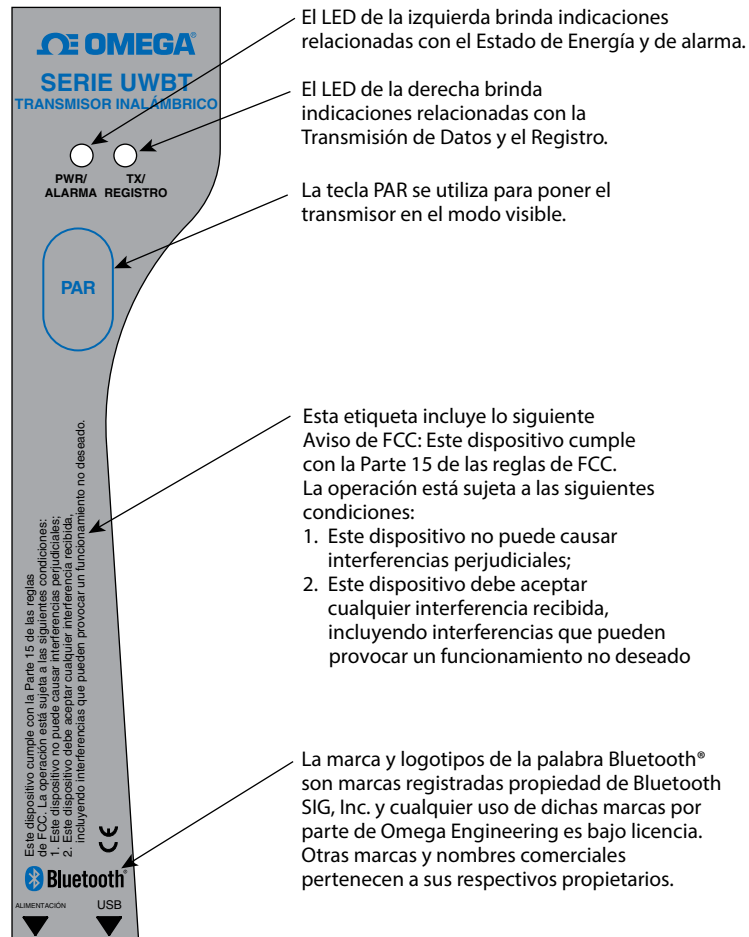 ΩE OMEGA®
SERIE UWBT
TRANSMISOR INALÁMBRICO
PWR/
ALARMA
TX/
REGISTRO
PAR
Este dispositivo cumple con la Parte 15 de las reglas
de FCC. La operación está sujeta a las siguientes condiciones:
1. Este dispositivo no puede causar interferencias perjudiciales;
2. Este dispositivo debe aceptar cualquier interferencia recibida,
incluyendo interferencias que pueden provocar un funcionamiento no deseado.
CE
Bluetooth®
ALIMENTACIÓN
USB
El LED de la izquierda brinda indicaciones
relacionadas con el Estado de Energía y de alarma.
El LED de la derecha brinda
indicaciones relacionadas con la
Transmisión de Datos y el Registro.
La tecla PAR se utiliza para poner el
transmisor en el modo visible.
Esta etiqueta incluye lo siguiente
Aviso de FCC: Este dispositivo cumple
con la Parte 15 de las reglas de FCC.
La operación está sujeta a las siguientes
condiciones:
1. Este dispositivo no puede causar
interferencias perjudiciales;
2. Este dispositivo debe aceptar
cualquier interferencia recibida,
incluyendo interferencias que pueden
provocar un funcionamiento no deseado
La marca y logotipos de la palabra Bluetooth®
son marcas registradas propiedad de Bluetooth
SIG, Inc. y cualquier uso de dichas marcas por
parte de Omega Engineering es bajo licencia.
Otras marcas y nombres comerciales
pertenecen a sus respectivos propietarios.